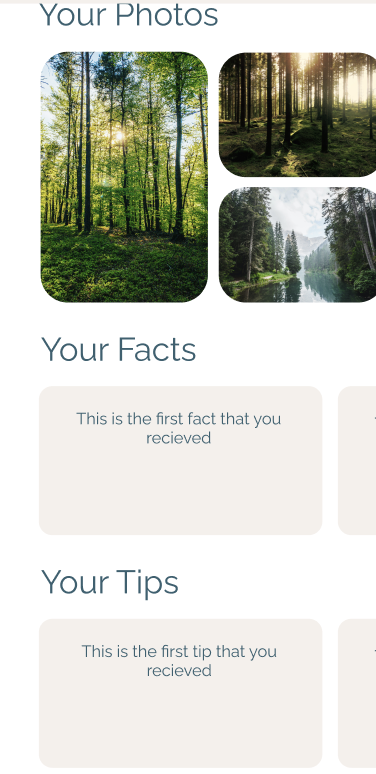 Your Photos
Your Facts
This is the first fact that you
recieved
Your Tips
This is the first tip that you
recieved